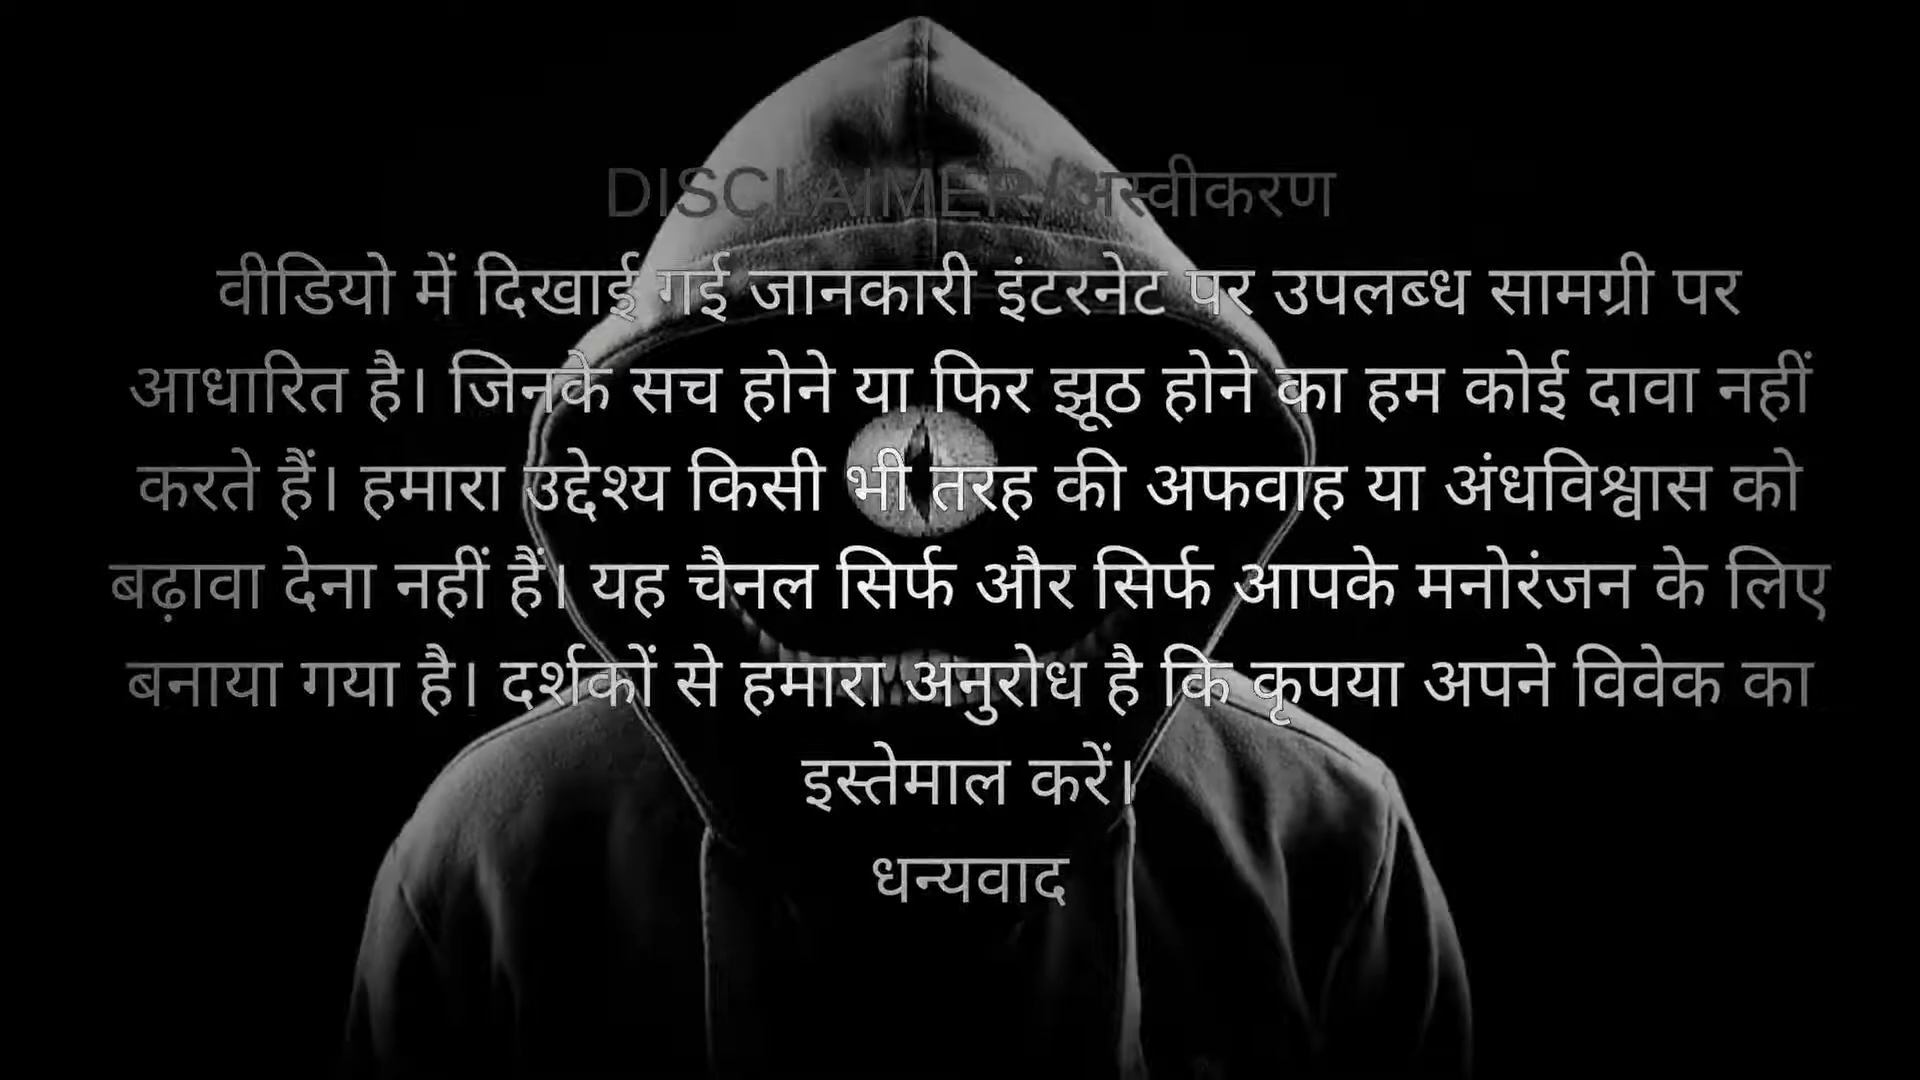 DISCLAIMER/अस्वीकरण
वीडियो में दिखाई गई जानकारी इंटरनेट पर उपलब्ध सामग्री पर
आधारित है। जिनके सच होने या फिर झूठ होने का हम कोई दावा नहीं
करते हैं। हमारा उद्देश्य किसी भी तरह की अफवाह या अंधविश्वास को
बढ़ावा देना नहीं हैं। यह चैनल सिर्फ और सिर्फ आपके मनोरंजन के लिए
बनाया गया है। दर्शकों से हमारा अनुरोध है कि कृपया अपने विवेक का
इस्तेमाल करें।
धन्यवाद